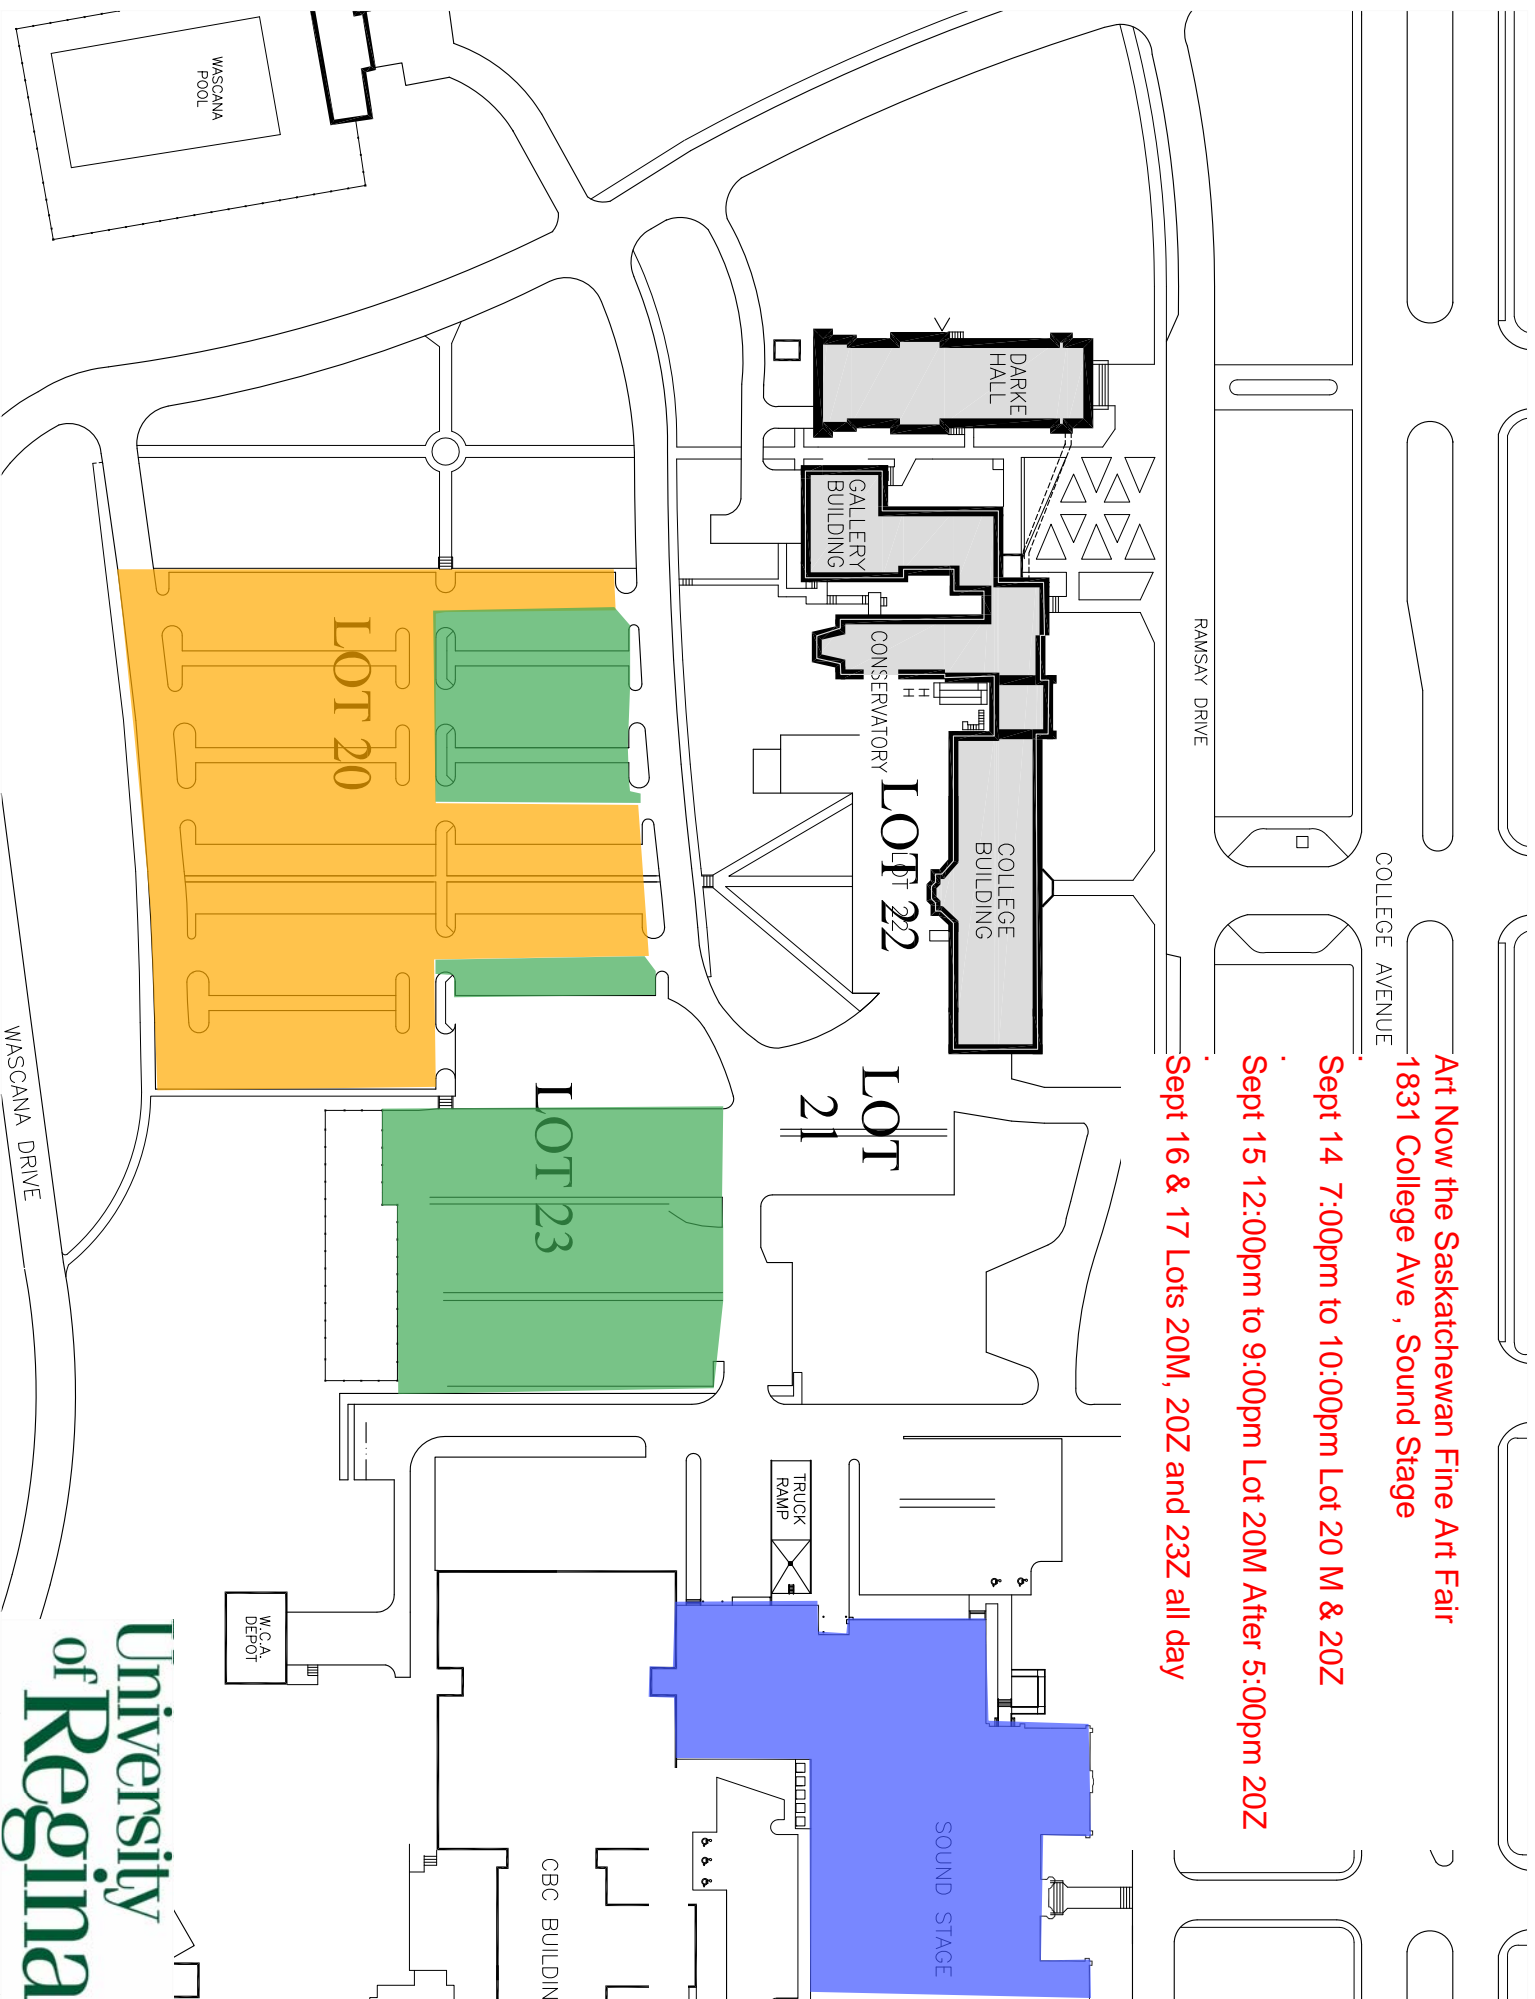 Art Now the Saskatchewan Fine Art Fair
1831 College Ave , Sound Stage
.
Sept 14 7:00pm to 10:00pm Lot 20 M & 20Z
.
Sept 15 12:00pm to 9:00pm Lot 20M After 5:00pm 20Z
.
Sept 16 & 17 Lots 20M, 20Z and 23Z all day
COLLEGE AVENUE
RAMSAY DRIVE
DARKE
HALL
GALLERY
BUILDING
CONSERVATORY
H
H
COLLEGE
BUILDING
LOT 22
LOT 22
LOT
21
LOT 20
LOT 23
WASCANA
POOL
WASCANA DRIVE
TRUCK
RAMP
SOUND STAGE
CBC BUILDIN
W.C.A.
DEPOT
University
of Regina